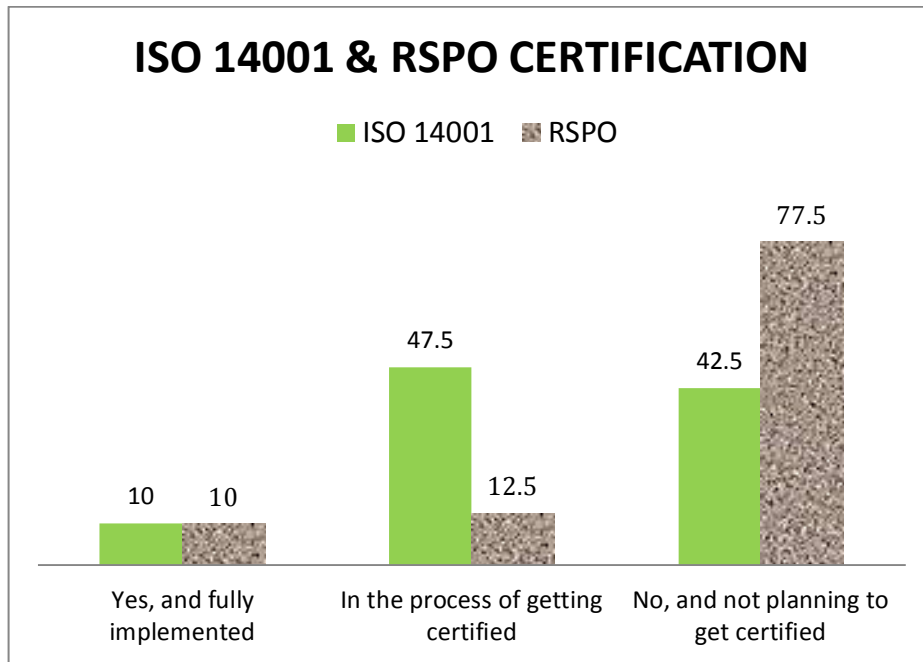 ISO 14001 & RSPO CERTIFICATION
ISO 14001 RSPO
77.5
47.5
42.5
12.5
10 10
Yes, and fully
implemented
In the process of getting
certified
No, and not planning to
get certified